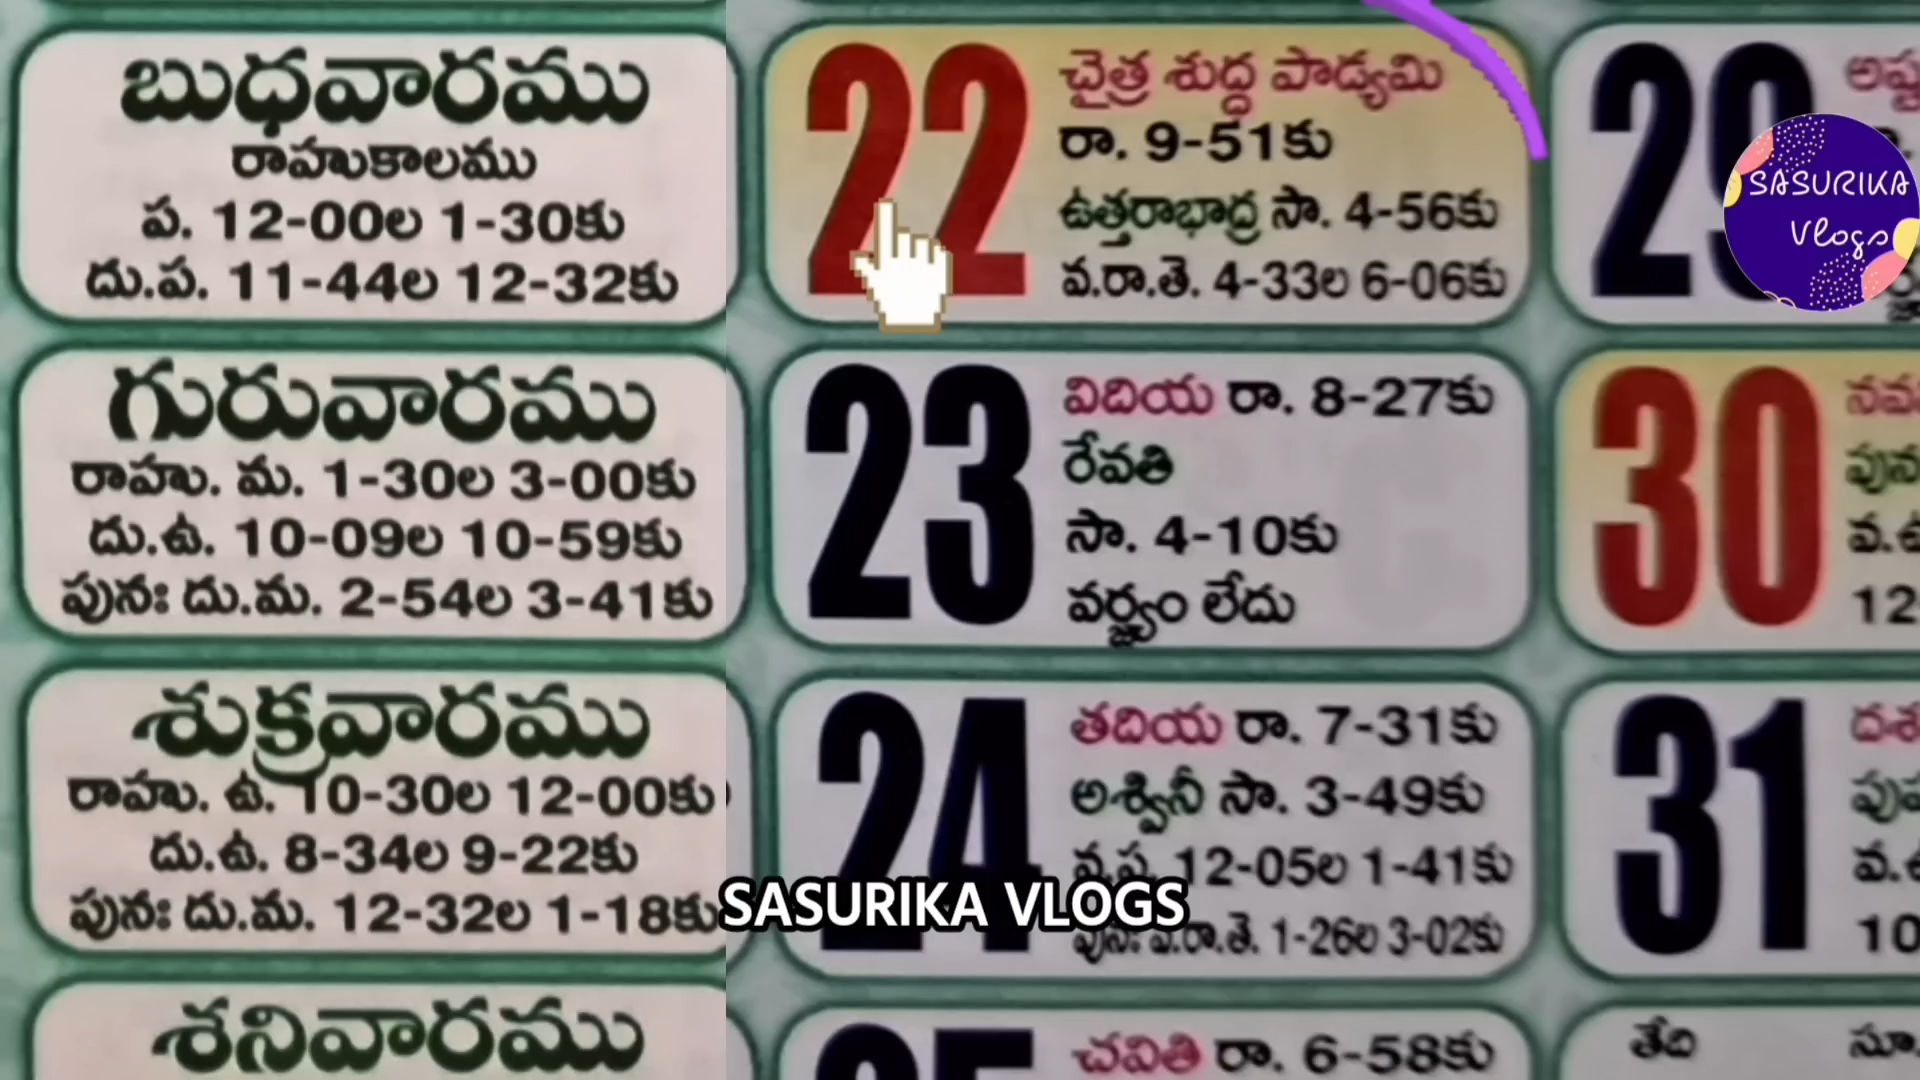 బుధవారము
రాహుకాలము
ప. 12-00ల 1-30కు
దు.ప. 11-44ల 12-32కు
గురువారము
రాహు. మ. 1-30ల 3-00కు
దు.ఉ. 10-09ల 10-59కు
పునః దు.మ. 2-54ల 3-41కు
శుక్రవారము
రాహు. ఉ. 10-30ల 12-00కు
దు.ఉ. 8-34ల 9-22కు
పునః దు.మ. 12-32ల 1-18కు
శనివారము
22
చైత్ర శుద్ధ పాడ్యమి
రా. 9-51కు
ఉత్తరాభాద్ర సా. 4-56కు
వ.రా.తె. 4-33ల 6-06కు
23
విదియ రా. 8-27కు
రేవతి
సా. 4-10కు
వర్జ్యం లేదు
24
తదియ రా. 7-31కు
అశ్వినీ సా. 3-49కు
వ.ప. 12-05ల 1-41కు
పునః వ.రా.తె. 1-26ల 3-02కు
చవితి రా. 6-58కు
29
30
12
31
10
తేది
SASURIKA
Vlogs
SASURIKA VLOGS